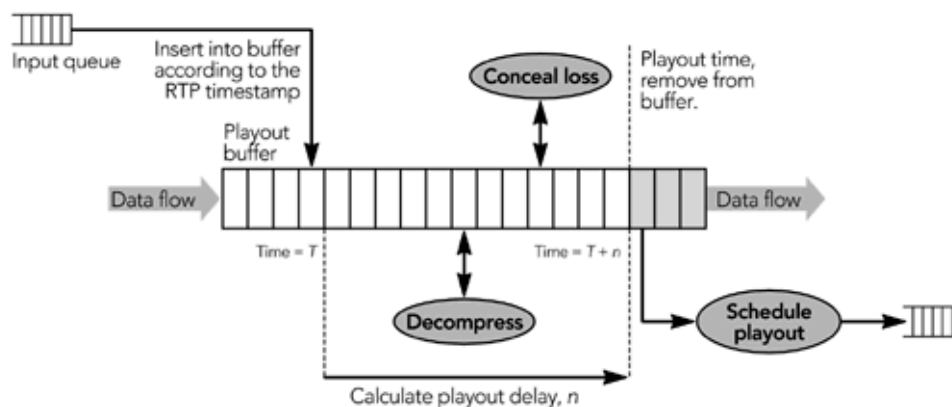 Input queue
Insert into buffer
according to the
RTP timestamp
Conceal loss
Playout time,
remove from
buffer.
Playout
buffer
Data flow
Data flow
Time = T
Time = T + n
Decompress
Schedule
playout
Calculate playout delay, n